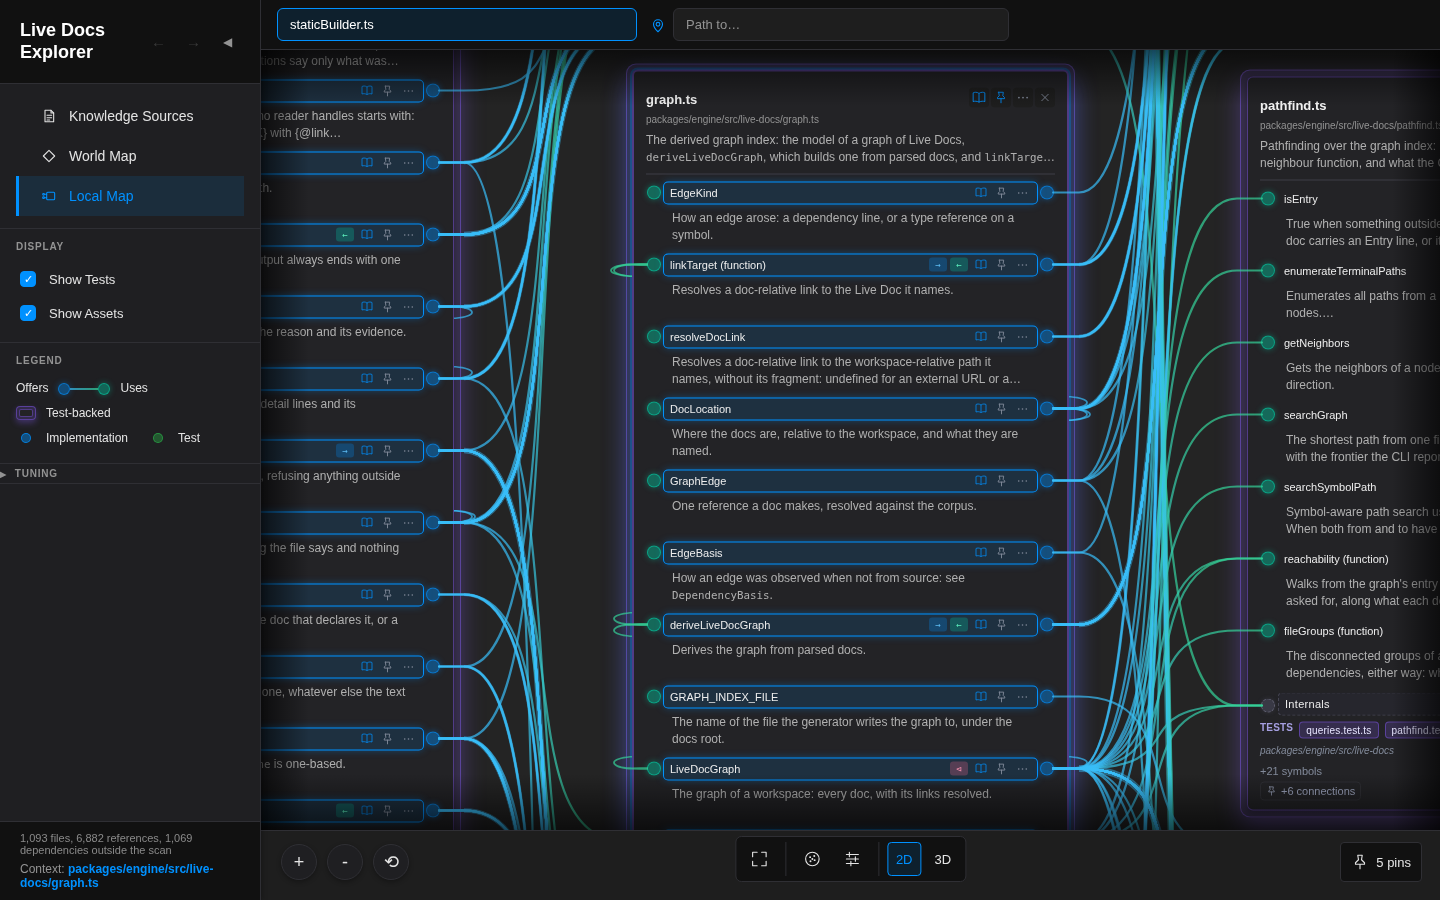 Live Docs
Explorer
← → ◀
staticBuilder.ts
Path to…
Knowledge Sources
World Map
Local Map
DISPLAY
Show Tests
Show Assets
LEGEND
Offers Uses
Test-backed
Implementation Test
TUNING
1,093 files, 6,882 references, 1,069
dependencies outside the scan
Context: packages/engine/src/live-
docs/graph.ts
tions say only what was…
no reader handles starts with:
} with {@link…
th.
utput always ends with one
he reason and its evidence.
detail lines and its
, refusing anything outside
g the file says and nothing
e doc that declares it, or a
one, whatever else the text
ne is one-based.
graph.ts
packages/engine/src/live-docs/graph.ts
The derived graph index: the model of a graph of Live Docs,
deriveLiveDocGraph, which builds one from parsed docs, and linkTarge…
EdgeKind
How an edge arose: a dependency line, or a type reference on a
symbol.
linkTarget (function)
Resolves a doc-relative link to the Live Doc it names.
resolveDocLink
Resolves a doc-relative link to the workspace-relative path it
names, without its fragment: undefined for an external URL or a…
DocLocation
Where the docs are, relative to the workspace, and what they are
named.
GraphEdge
One reference a doc makes, resolved against the corpus.
EdgeBasis
How an edge was observed when not from source: see
DependencyBasis.
deriveLiveDocGraph
Derives the graph from parsed docs.
GRAPH_INDEX_FILE
The name of the file the generator writes the graph to, under the
docs root.
LiveDocGraph
The graph of a workspace: every doc, with its links resolved.
pathfind.ts
packages/engine/src/live-docs/pathfind.ts
Pathfinding over the graph index:
neighbour function, and what the
isEntry
True when something outside
doc carries an Entry line, or if
enumerateTerminalPaths
Enumerates all paths from a
nodes.…
getNeighbors
Gets the neighbors of a node
direction.
searchGraph
The shortest path from one fi
with the frontier the CLI repor
searchSymbolPath
Symbol-aware path search us
When both from and to have
reachability (function)
Walks from the graph's entry
asked for, along what each d
fileGroups (function)
The disconnected groups of a
dependencies, either way: wh
Internals
TESTS queries.test.ts pathfind.te
packages/engine/src/live-docs
+21 symbols
+6 connections
+ - ⟲
2D 3D
5 pins